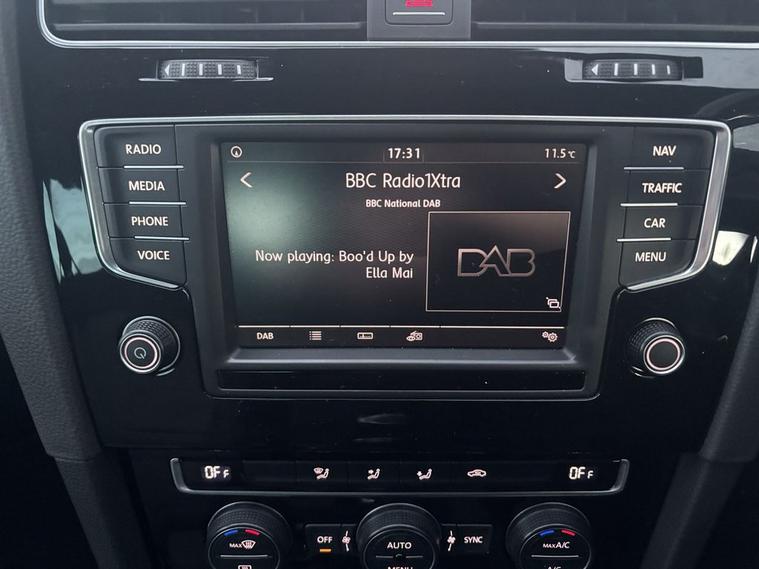 RADIO
MEDIA
PHONE
VOICE
17:31
11.5 °C
BBC Radio1Xtra
BBC National DAB
Now playing: Boo'd Up by
Ella Mai
DAB
DAB
NAV
TRAFFIC
CAR
MENU
OFF
OFF
MAX
OFF
AUTO
MENU
SYNC
MAX A/C
A/C